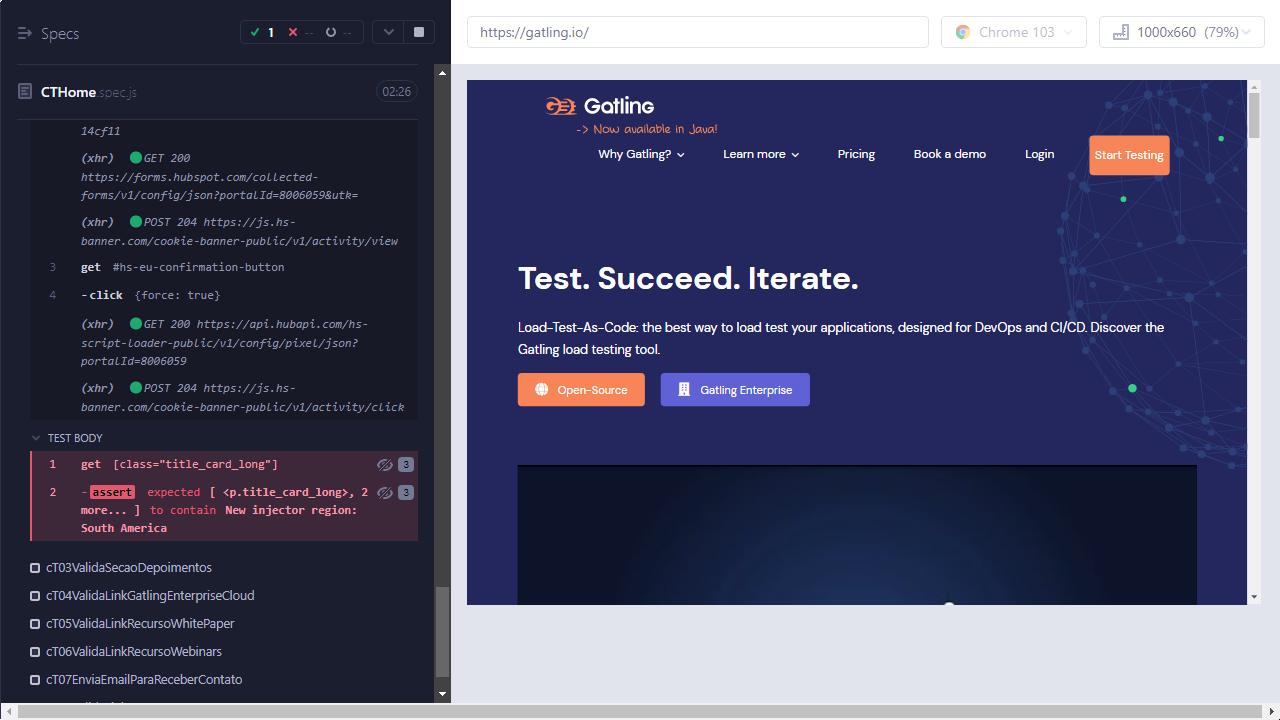 Specs
1
--
--
https://gatling.io/
Chrome 103
1000x660 (79%)
CTHome.spec.js
02:26
14cf11
(xhr) GET 200
https://forms.hubspot.com/collected-
forms/v1/config/json?portalId=8006059&utk=
(xhr) POST 204 https://js.hs-
banner.com/cookie-banner-public/v1/activity/view
3 get #hs-eu-confirmation-button
4 -click {force: true}
(xhr) GET 200 https://api.hubapi.com/hs-
script-loader-public/v1/config/pixel/json?
portalId=8006059
(xhr) POST 204 https://js.hs-
banner.com/cookie-banner-public/v1/activity/click
TEST BODY
1 get [class="title_card_long"] 3
2 -assert expected [ <p.title_card_long>, 2 3
more... ] to contain New injector region:
South America
cT03ValidaSecaoDepoimentos
cT04ValidaLinkGatlingEnterpriseCloud
cT05ValidaLinkRecursoWhitePaper
cT06ValidaLinkRecursoWebinars
cT07EnviaEmailParaReceberContato
Gatling
-> Now available in Java!
Why Gatling?
Learn more
Pricing
Book a demo
Login
Start Testing
Test. Succeed. Iterate.
Load-Test-As-Code: the best way to load test your applications, designed for DevOps and CI/CD. Discover the
Gatling load testing tool.
Open-Source
Gatling Enterprise